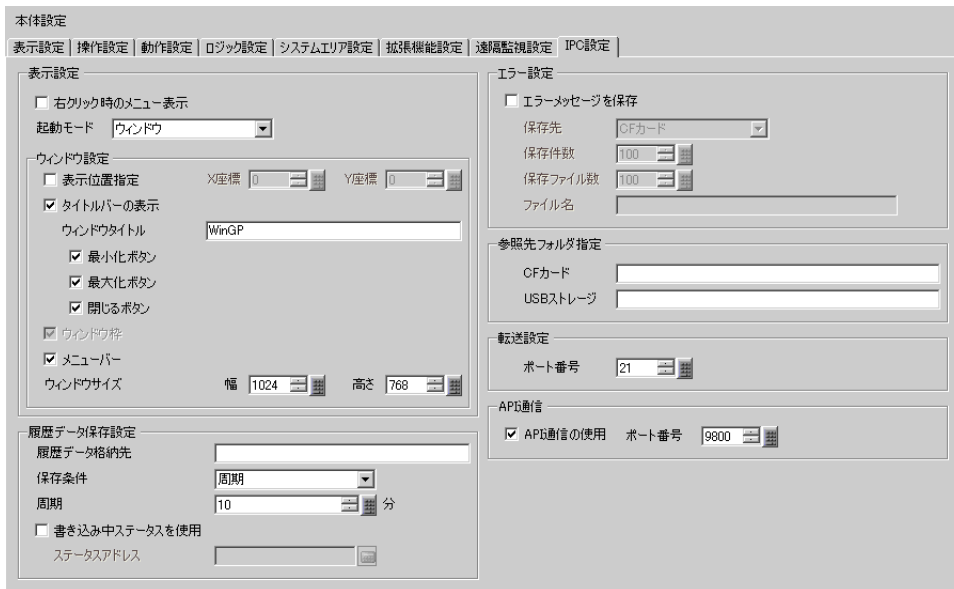 本体設定
表示設定 操作設定 動作設定 ロジック設定 システムエリア設定 拡張機能設定 遠隔監視設定 IPC設定
表示設定
右クリック時のメニュー表示
起動モード ウィンドウ
ウィンドウ設定
表示位置指定 X座標 0 Y座標 0
タイトルバーの表示
ウィンドウタイトル WinGP
最小化ボタン
最大化ボタン
閉じるボタン
ウィンドウ枠
メニューバー
ウィンドウサイズ 幅 1024 高さ 768
履歴データ保存設定
履歴データ格納先
保存条件 周期
周期 10 分
書き込み中ステータスを使用
ステータスアドレス
エラー設定
エラーメッセージを保存
保存先 CFカード
保存件数 100
保存ファイル数 100
ファイル名
参照先フォルダ指定
CFカード
USBストレージ
転送設定
ポート番号 21
API通信
API通信の使用 ポート番号 9800